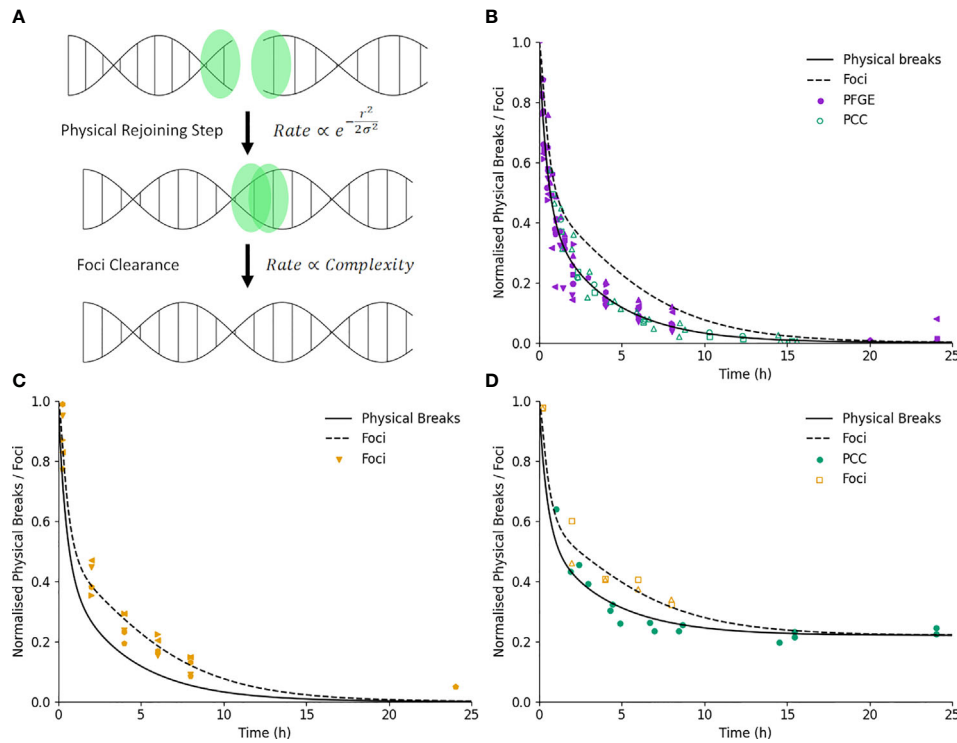 A
Physical Rejoining Step
Rate ∝ e^{-\frac{r^2}{2σ^2}}
Foci Clearance
Rate ∝ Complexity
B
Normalised Physical Breaks / Foci
1.0
0.8
0.6
0.4
0.2
0.0
0
5
10
15
20
25
Time (h)
Physical breaks
Foci
PFGE
PCC
C
Normalised Physical Breaks / Foci
1.0
0.8
0.6
0.4
0.2
0.0
0
5
10
15
20
25
Time (h)
Physical Breaks
Foci
Foci
D
Normalised Physical Breaks / Foci
1.0
0.8
0.6
0.4
0.2
0.0
0
5
10
15
20
25
Time (h)
Physical Breaks
Foci
PCC
Foci